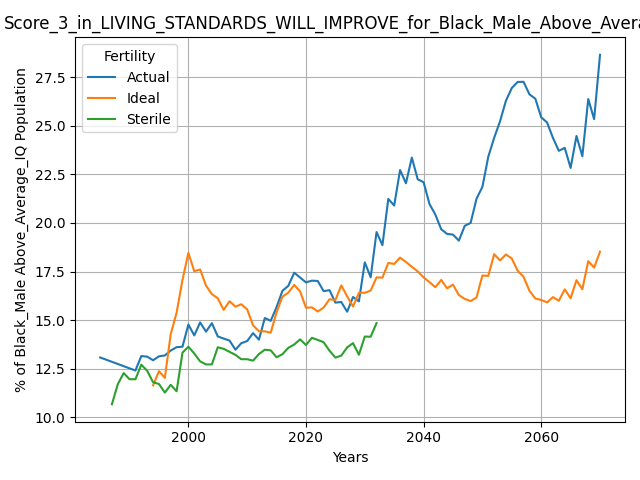 Score_3_in_LIVING_STANDARDS_WILL_IMPROVE_for_Black_Male_Above_Avera
Fertility
Actual
Ideal
Sterile
% of Black_Male Above_Average_IQ Population
27.5
25.0
22.5
20.0
17.5
15.0
12.5
10.0
2000
2020
2040
2060
Years